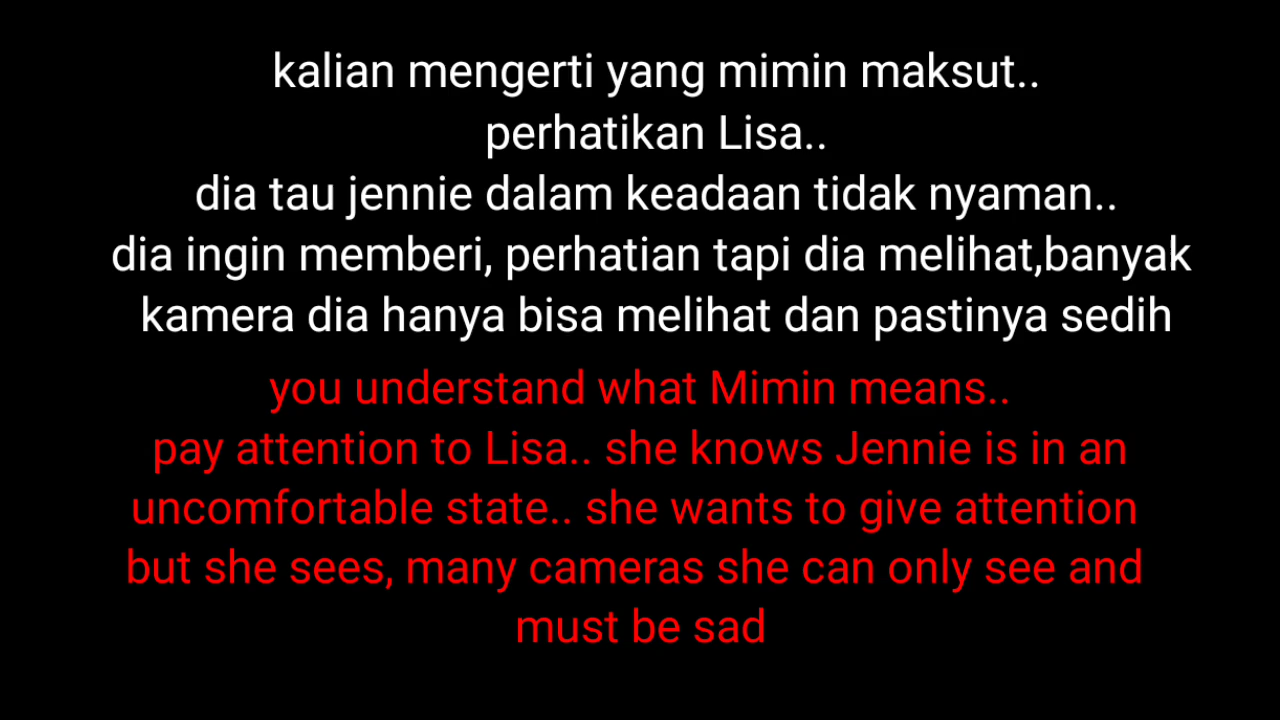 kalian mengerti yang mimin maksut..
perhatikan Lisa..
dia tau jennie dalam keadaan tidak nyaman..
dia ingin memberi, perhatian tapi dia melihat,banyak
kamera dia hanya bisa melihat dan pastinya sedih
you understand what Mimin means..
pay attention to Lisa.. she knows Jennie is in an
uncomfortable state.. she wants to give attention
but she sees, many cameras she can only see and
must be sad